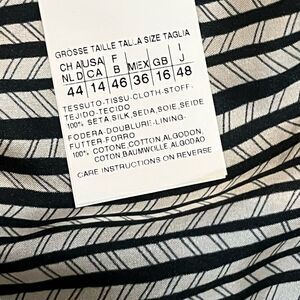 GROSSE TAILLE TALLA SIZE TAGLIA
CH A USA F I
NL D CA B MEX GB J
44 14 46 36 16 48
TESSUTO-TISSU-CLOTH-STOFF-
TEJIDO-TECIDO
100% SETA,SILK,SEDA,SOIE,SEIDE
FODERA-DOUBLURE-LINING-
FUTTER-FORRO
100% COTONE COTTON ALGODON,
COTON BAUMWOLLE ALGODAO
CARE INSTRUCTIONS ON REVERSE